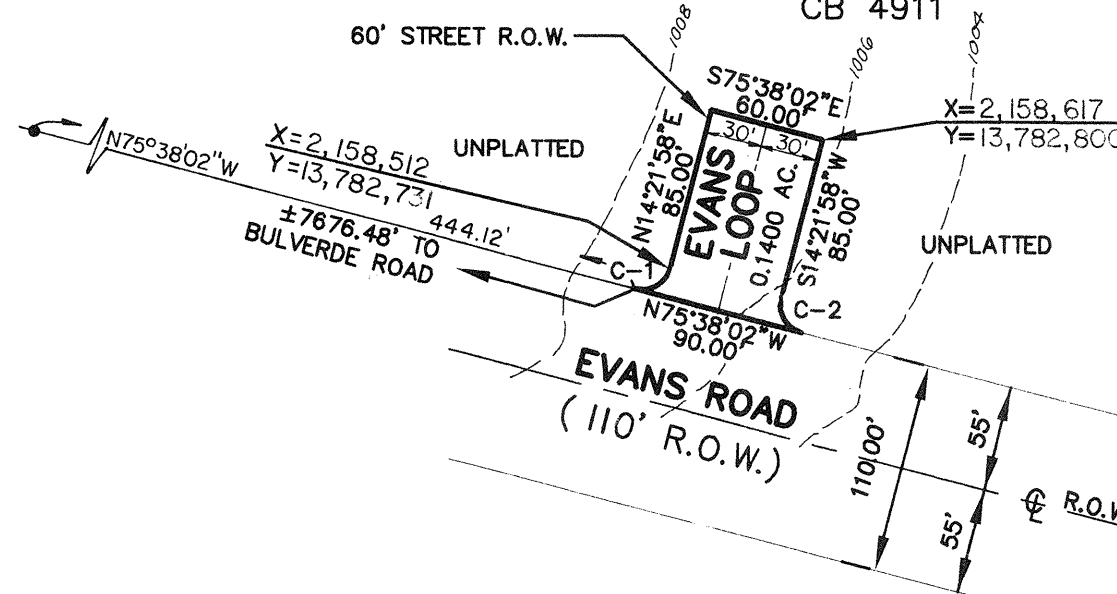 CB 4911
60' STREET R.O.W.
1008
1006
1004
S75°38'02"E
60.00'
30'
30'
X=2,158,617
Y=13,782,800
N75°38'02"W
X=2,158,512
Y=13,782,731
UNPLATTED
N14°21'58"E
85.00'
EVANS
LOOP
0.1400 AC.
S14°21'58"W
85.00'
UNPLATTED
444.12'
±7676.48' TO
BULVERDE ROAD
C-1
C-2
N75°38'02"W
90.00'
EVANS ROAD
(110' R.O.W.)
110.00'
55'
55'
℄ R.O.W